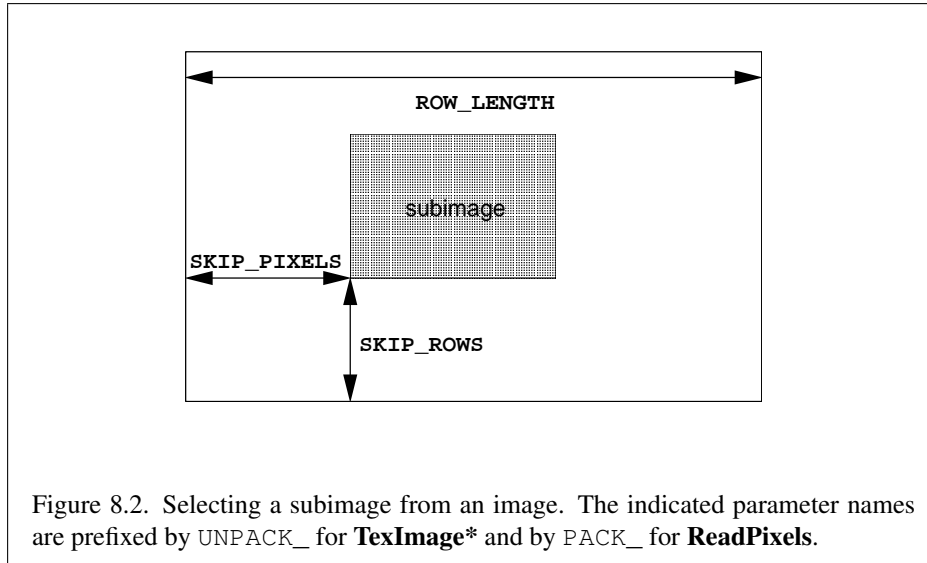 ROW_LENGTH
subimage
SKIP_PIXELS
SKIP_ROWS
Figure 8.2. Selecting a subimage from an image. The indicated parameter names
are prefixed by UNPACK_ for TexImage* and by PACK_ for ReadPixels.